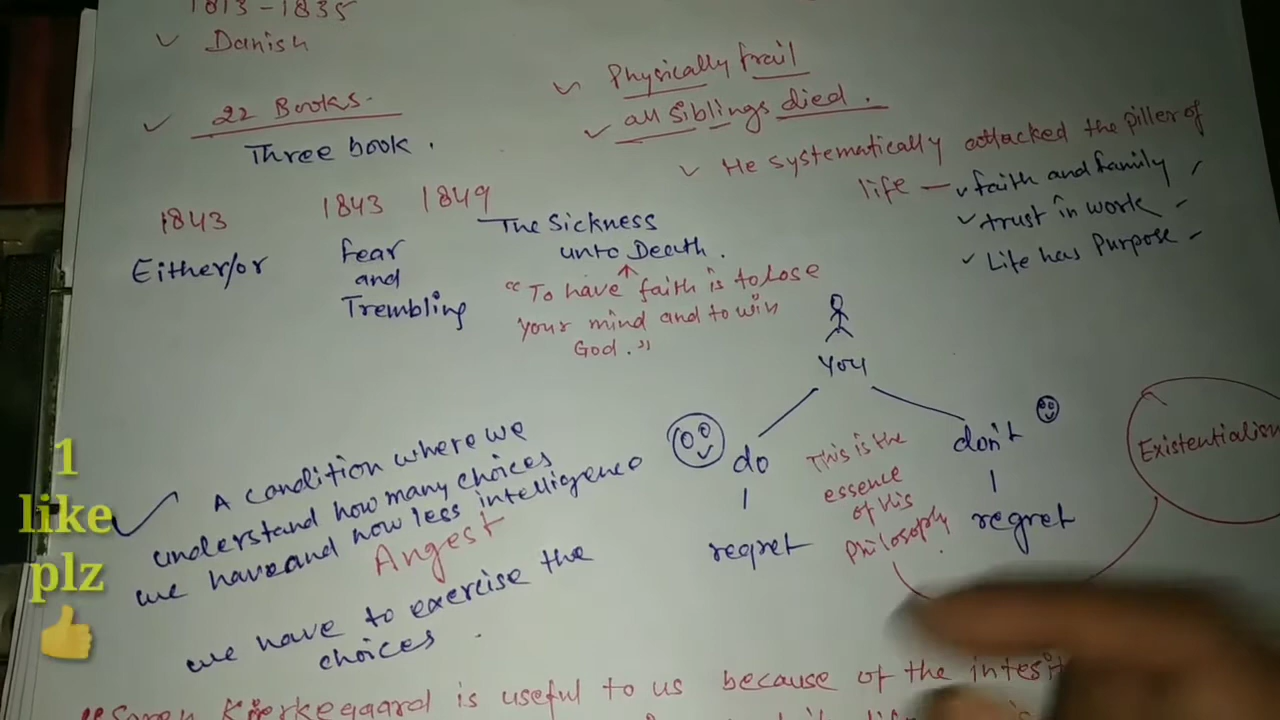 1813-1835
Danish
22 Books.
Three book.
1843
Either/or
1843
Fear
and
Trembling
1849
The Sickness
unto Death.
"To have faith is to lose
your mind and to win
God."
Physically frail
all siblings died.
He systematically attacked the piller of
life — faith and family
trust in work
Life has Purpose
You
do
regret
don't
regret
This is the
essence
of his
Philosophy
Existentialism
A condition where we
understand how many choices
we have and how less intelligence
Angest
we have to exercise the
choices.
1
like
plz
"Soren Kierkegaard is useful to us because of the